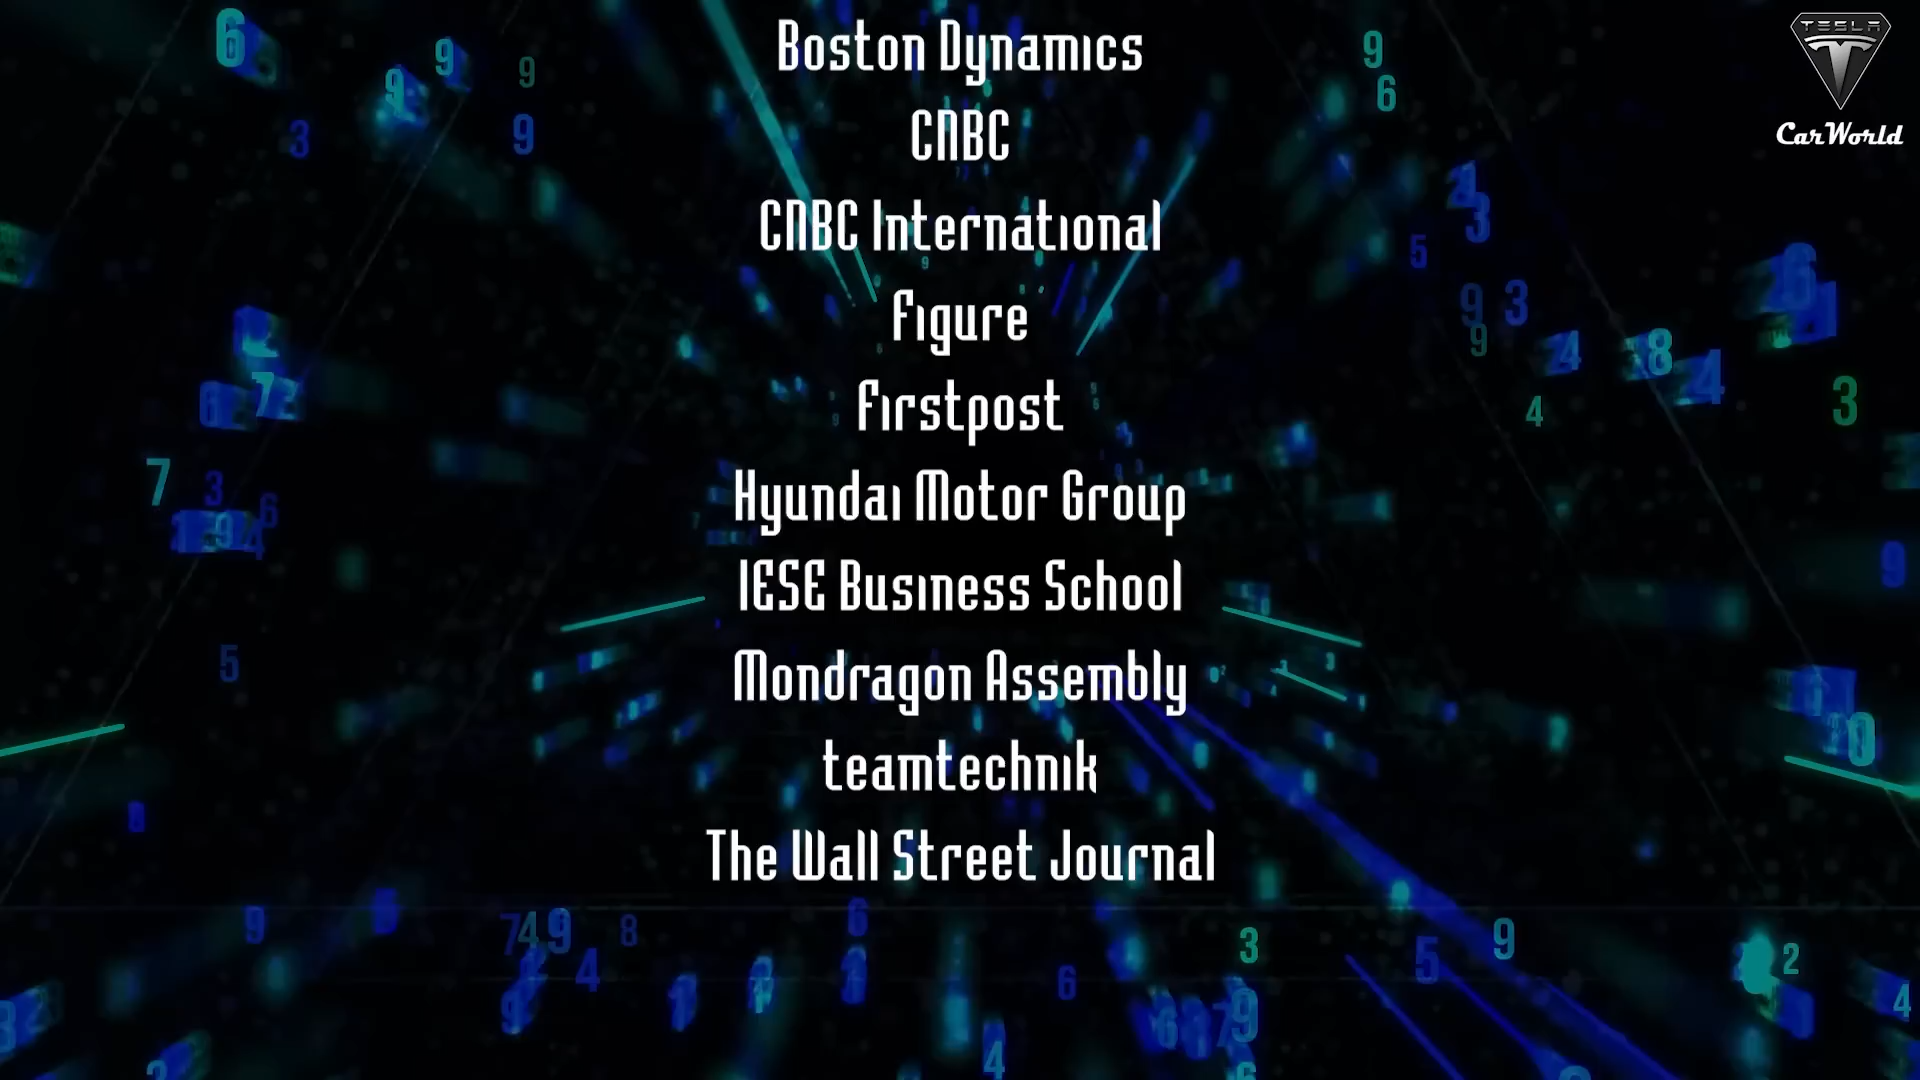 Boston Dynamics
CNBC
CNBC International
Figure
Firstpost
Hyundai Motor Group
IESE Business School
Mondragon Assembly
teamtechnik
The Wall Street Journal
TESLA
CarWorld